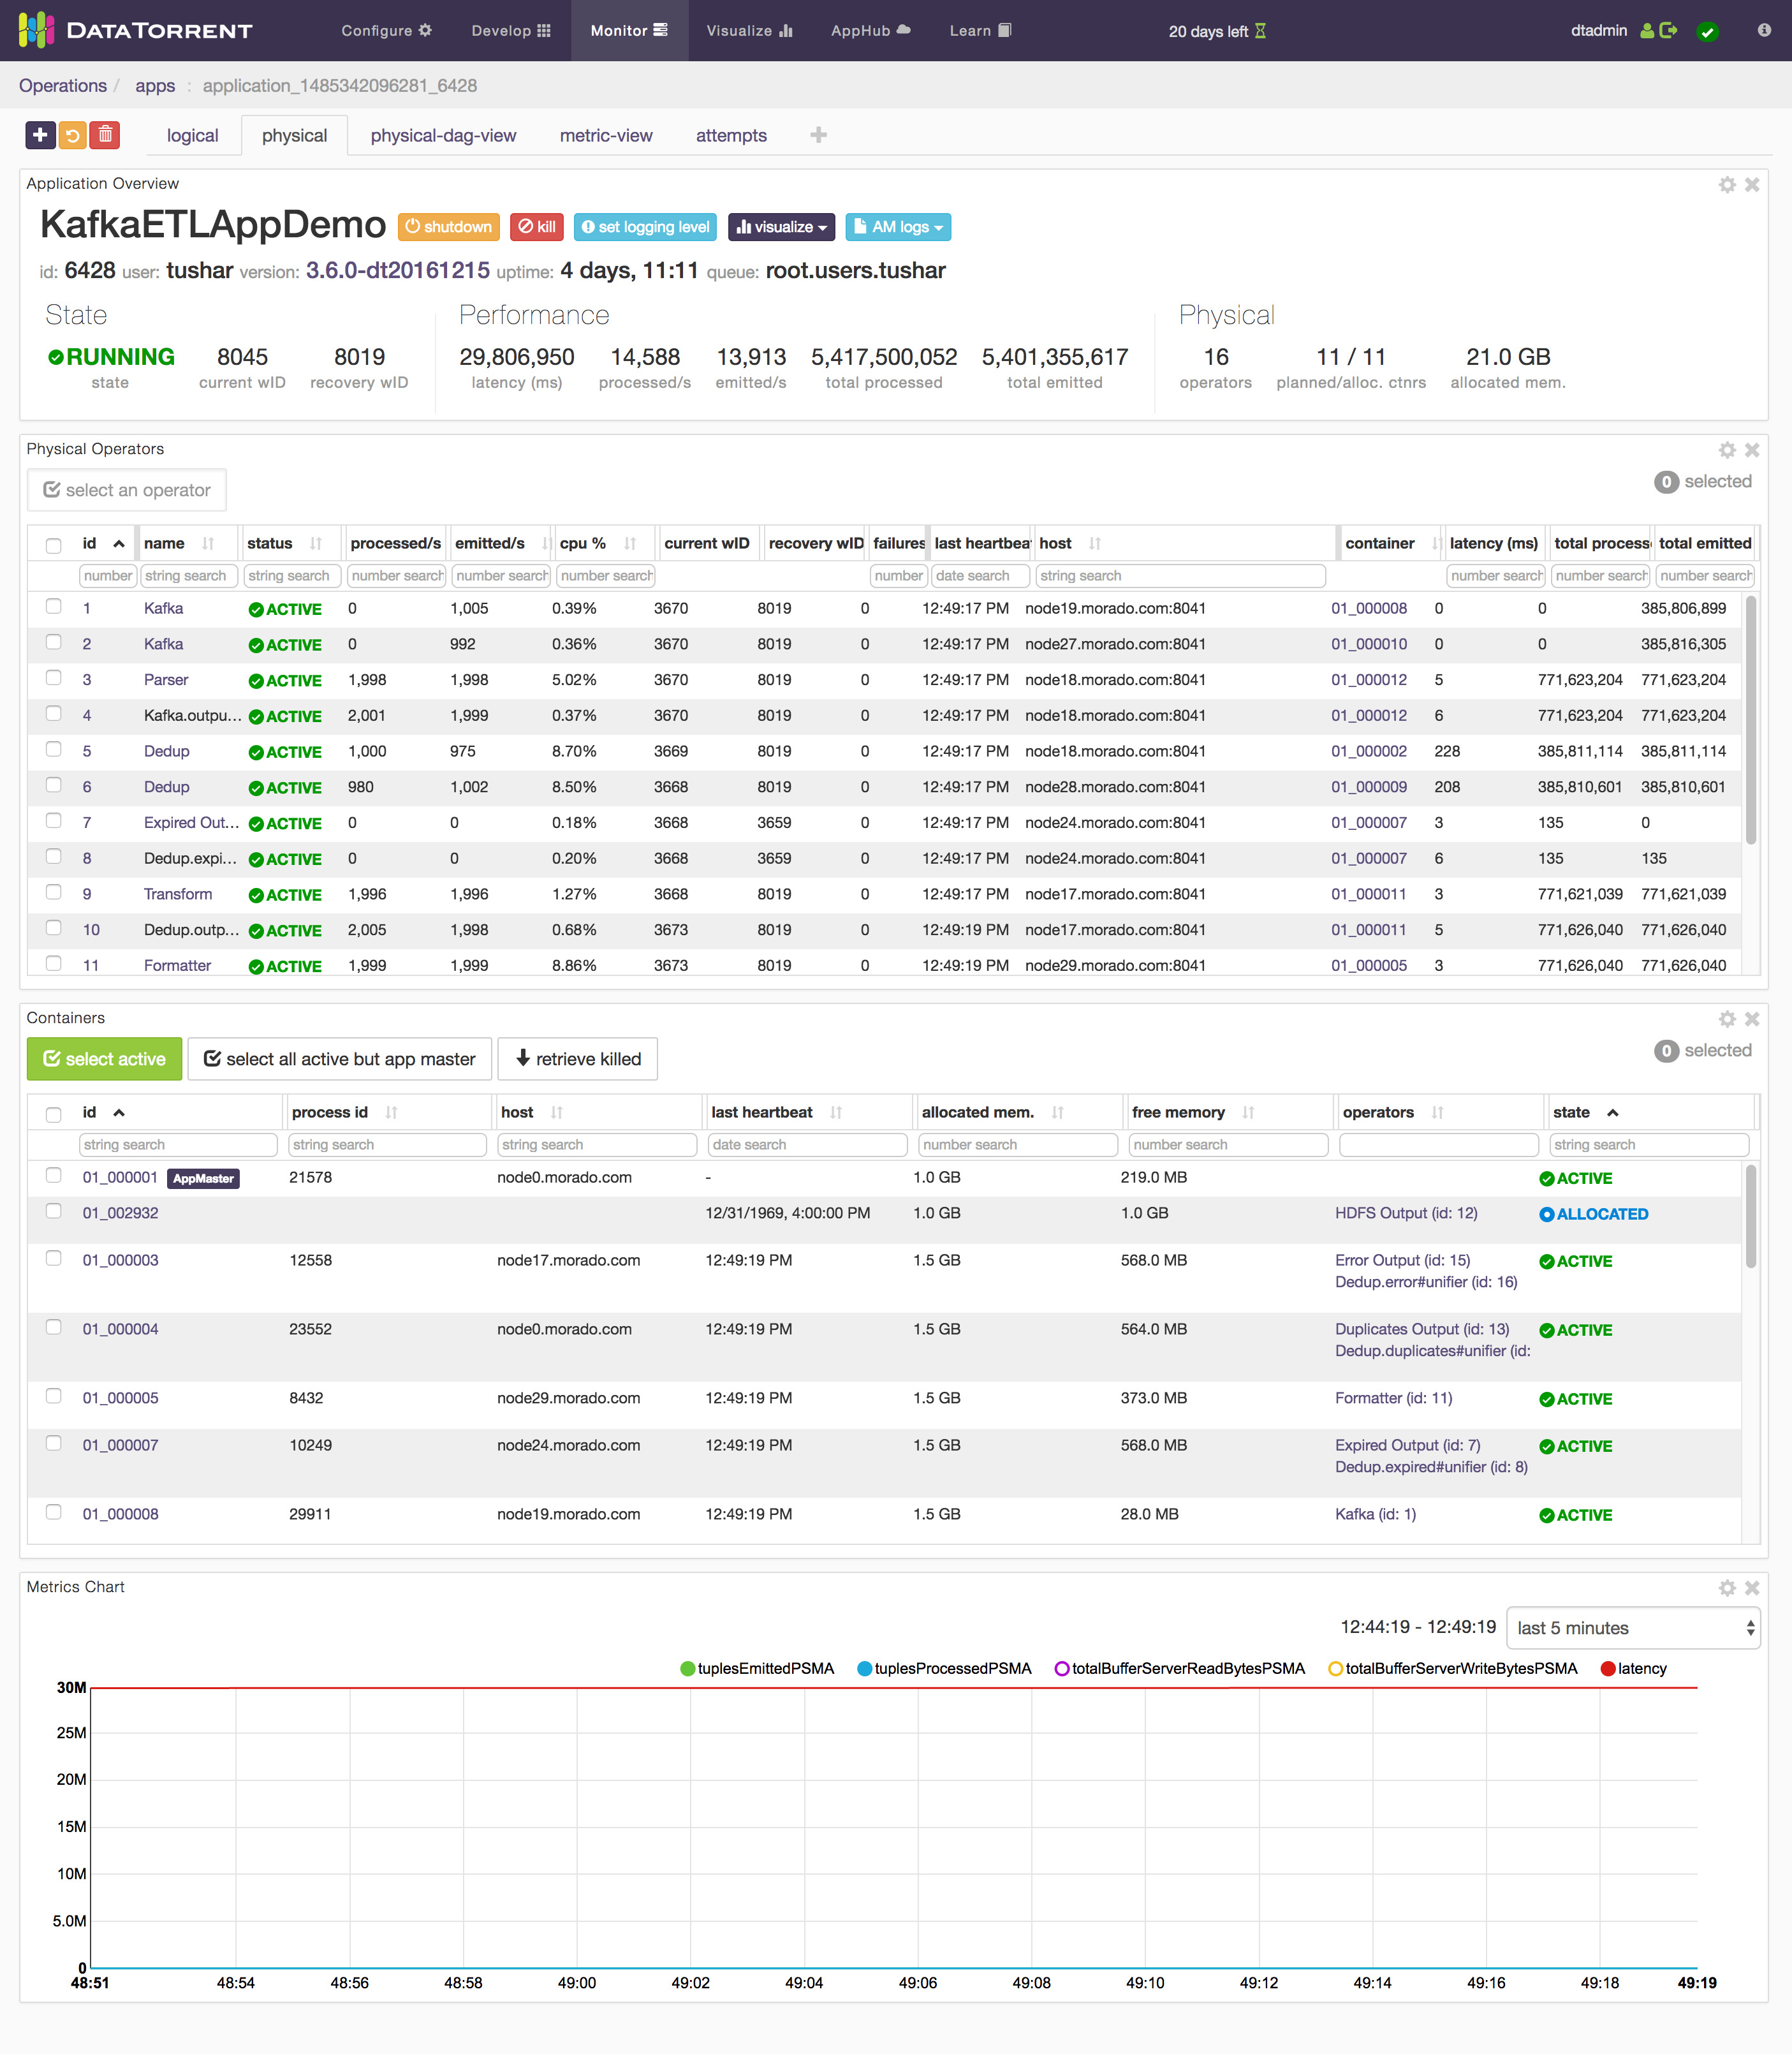 DATATORRENT Configure Develop Monitor Visualize AppHub Learn 20 days left dtadmin
Operations / apps : application_1485342096281_6428
logical physical physical-dag-view metric-view attempts
Application Overview
KafkaETLAppDemo shutdown kill set logging level visualize AM logs
id: 6428 user: tushar version: 3.6.0-dt20161215 uptime: 4 days, 11:11 queue: root.users.tushar
State Performance Physical
RUNNING 8045 8019 29,806,950 14,588 13,913 5,417,500,052 5,401,355,617 16 11 / 11 21.0 GB
state current wID recovery wID latency (ms) processed/s emitted/s total processed total emitted operators planned/alloc. ctnrs allocated mem.
Physical Operators
select an operator 0 selected
id name status processed/s emitted/s cpu % current wID recovery wID failures last heartbea host container latency (ms) total process total emitted
number string search string search number search number search number search number date search string search number search number search number search
1 Kafka ACTIVE 0 1,005 0.39% 3670 8019 0 12:49:17 PM node19.morado.com:8041 01_000008 0 0 385,806,899
2 Kafka ACTIVE 0 992 0.36% 3670 8019 0 12:49:17 PM node27.morado.com:8041 01_000010 0 0 385,816,305
3 Parser ACTIVE 1,998 1,998 5.02% 3670 8019 0 12:49:17 PM node18.morado.com:8041 01_000012 5 771,623,204 771,623,204
4 Kafka.outpu... ACTIVE 2,001 1,999 0.37% 3670 8019 0 12:49:17 PM node18.morado.com:8041 01_000012 6 771,623,204 771,623,204
5 Dedup ACTIVE 1,000 975 8.70% 3669 8019 0 12:49:17 PM node18.morado.com:8041 01_000002 228 385,811,114 385,811,114
6 Dedup ACTIVE 980 1,002 8.50% 3668 8019 0 12:49:17 PM node28.morado.com:8041 01_000009 208 385,810,601 385,810,601
7 Expired Out... ACTIVE 0 0 0.18% 3668 3659 0 12:49:17 PM node24.morado.com:8041 01_000007 3 135 0
8 Dedup.expi... ACTIVE 0 0 0.20% 3668 3659 0 12:49:17 PM node24.morado.com:8041 01_000007 6 135 135
9 Transform ACTIVE 1,996 1,996 1.27% 3668 8019 0 12:49:17 PM node17.morado.com:8041 01_000011 3 771,621,039 771,621,039
10 Dedup.outp... ACTIVE 2,005 1,998 0.68% 3673 8019 0 12:49:19 PM node17.morado.com:8041 01_000011 5 771,626,040 771,626,040
11 Formatter ACTIVE 1,999 1,999 8.86% 3673 8019 0 12:49:19 PM node29.morado.com:8041 01_000005 3 771,626,040 771,626,040
Containers
select active select all active but app master retrieve killed 0 selected
id process id host last heartbeat allocated mem. free memory operators state
string search string search string search date search number search number search string search
01_000001 AppMaster 21578 node0.morado.com - 1.0 GB 219.0 MB ACTIVE
01_002932 12/31/1969, 4:00:00 PM 1.0 GB 1.0 GB HDFS Output (id: 12) ALLOCATED
01_000003 12558 node17.morado.com 12:49:19 PM 1.5 GB 568.0 MB Error Output (id: 15) ACTIVE
Dedup.error#unifier (id: 16)
01_000004 23552 node0.morado.com 12:49:19 PM 1.5 GB 564.0 MB Duplicates Output (id: 13) ACTIVE
Dedup.duplicates#unifier (id:
01_000005 8432 node29.morado.com 12:49:19 PM 1.5 GB 373.0 MB Formatter (id: 11) ACTIVE
01_000007 10249 node24.morado.com 12:49:19 PM 1.5 GB 568.0 MB Expired Output (id: 7) ACTIVE
Dedup.expired#unifier (id: 8)
01_000008 29911 node19.morado.com 12:49:19 PM 1.5 GB 28.0 MB Kafka (id: 1) ACTIVE
Metrics Chart
12:44:19 - 12:49:19 last 5 minutes
tuplesEmittedPSMA tuplesProcessedPSMA totalBufferServerReadBytesPSMA totalBufferServerWriteBytesPSMA latency
30M
25M
20M
15M
10M
5.0M
0
48:51 48:54 48:56 48:58 49:00 49:02 49:04 49:06 49:08 49:10 49:12 49:14 49:16 49:18 49:19